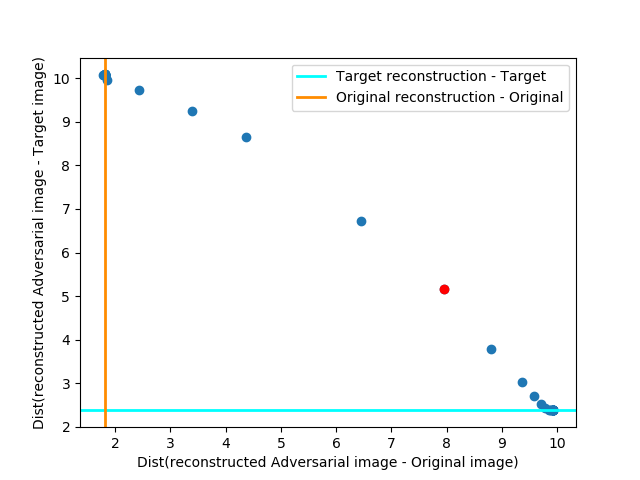 Target reconstruction - Target
Original reconstruction - Original
Dist(reconstructed Adversarial image - Target image)
10
9
8
7
6
5
4
3
2
2 3 4 5 6 7 8 9 10
Dist(reconstructed Adversarial image - Original image)